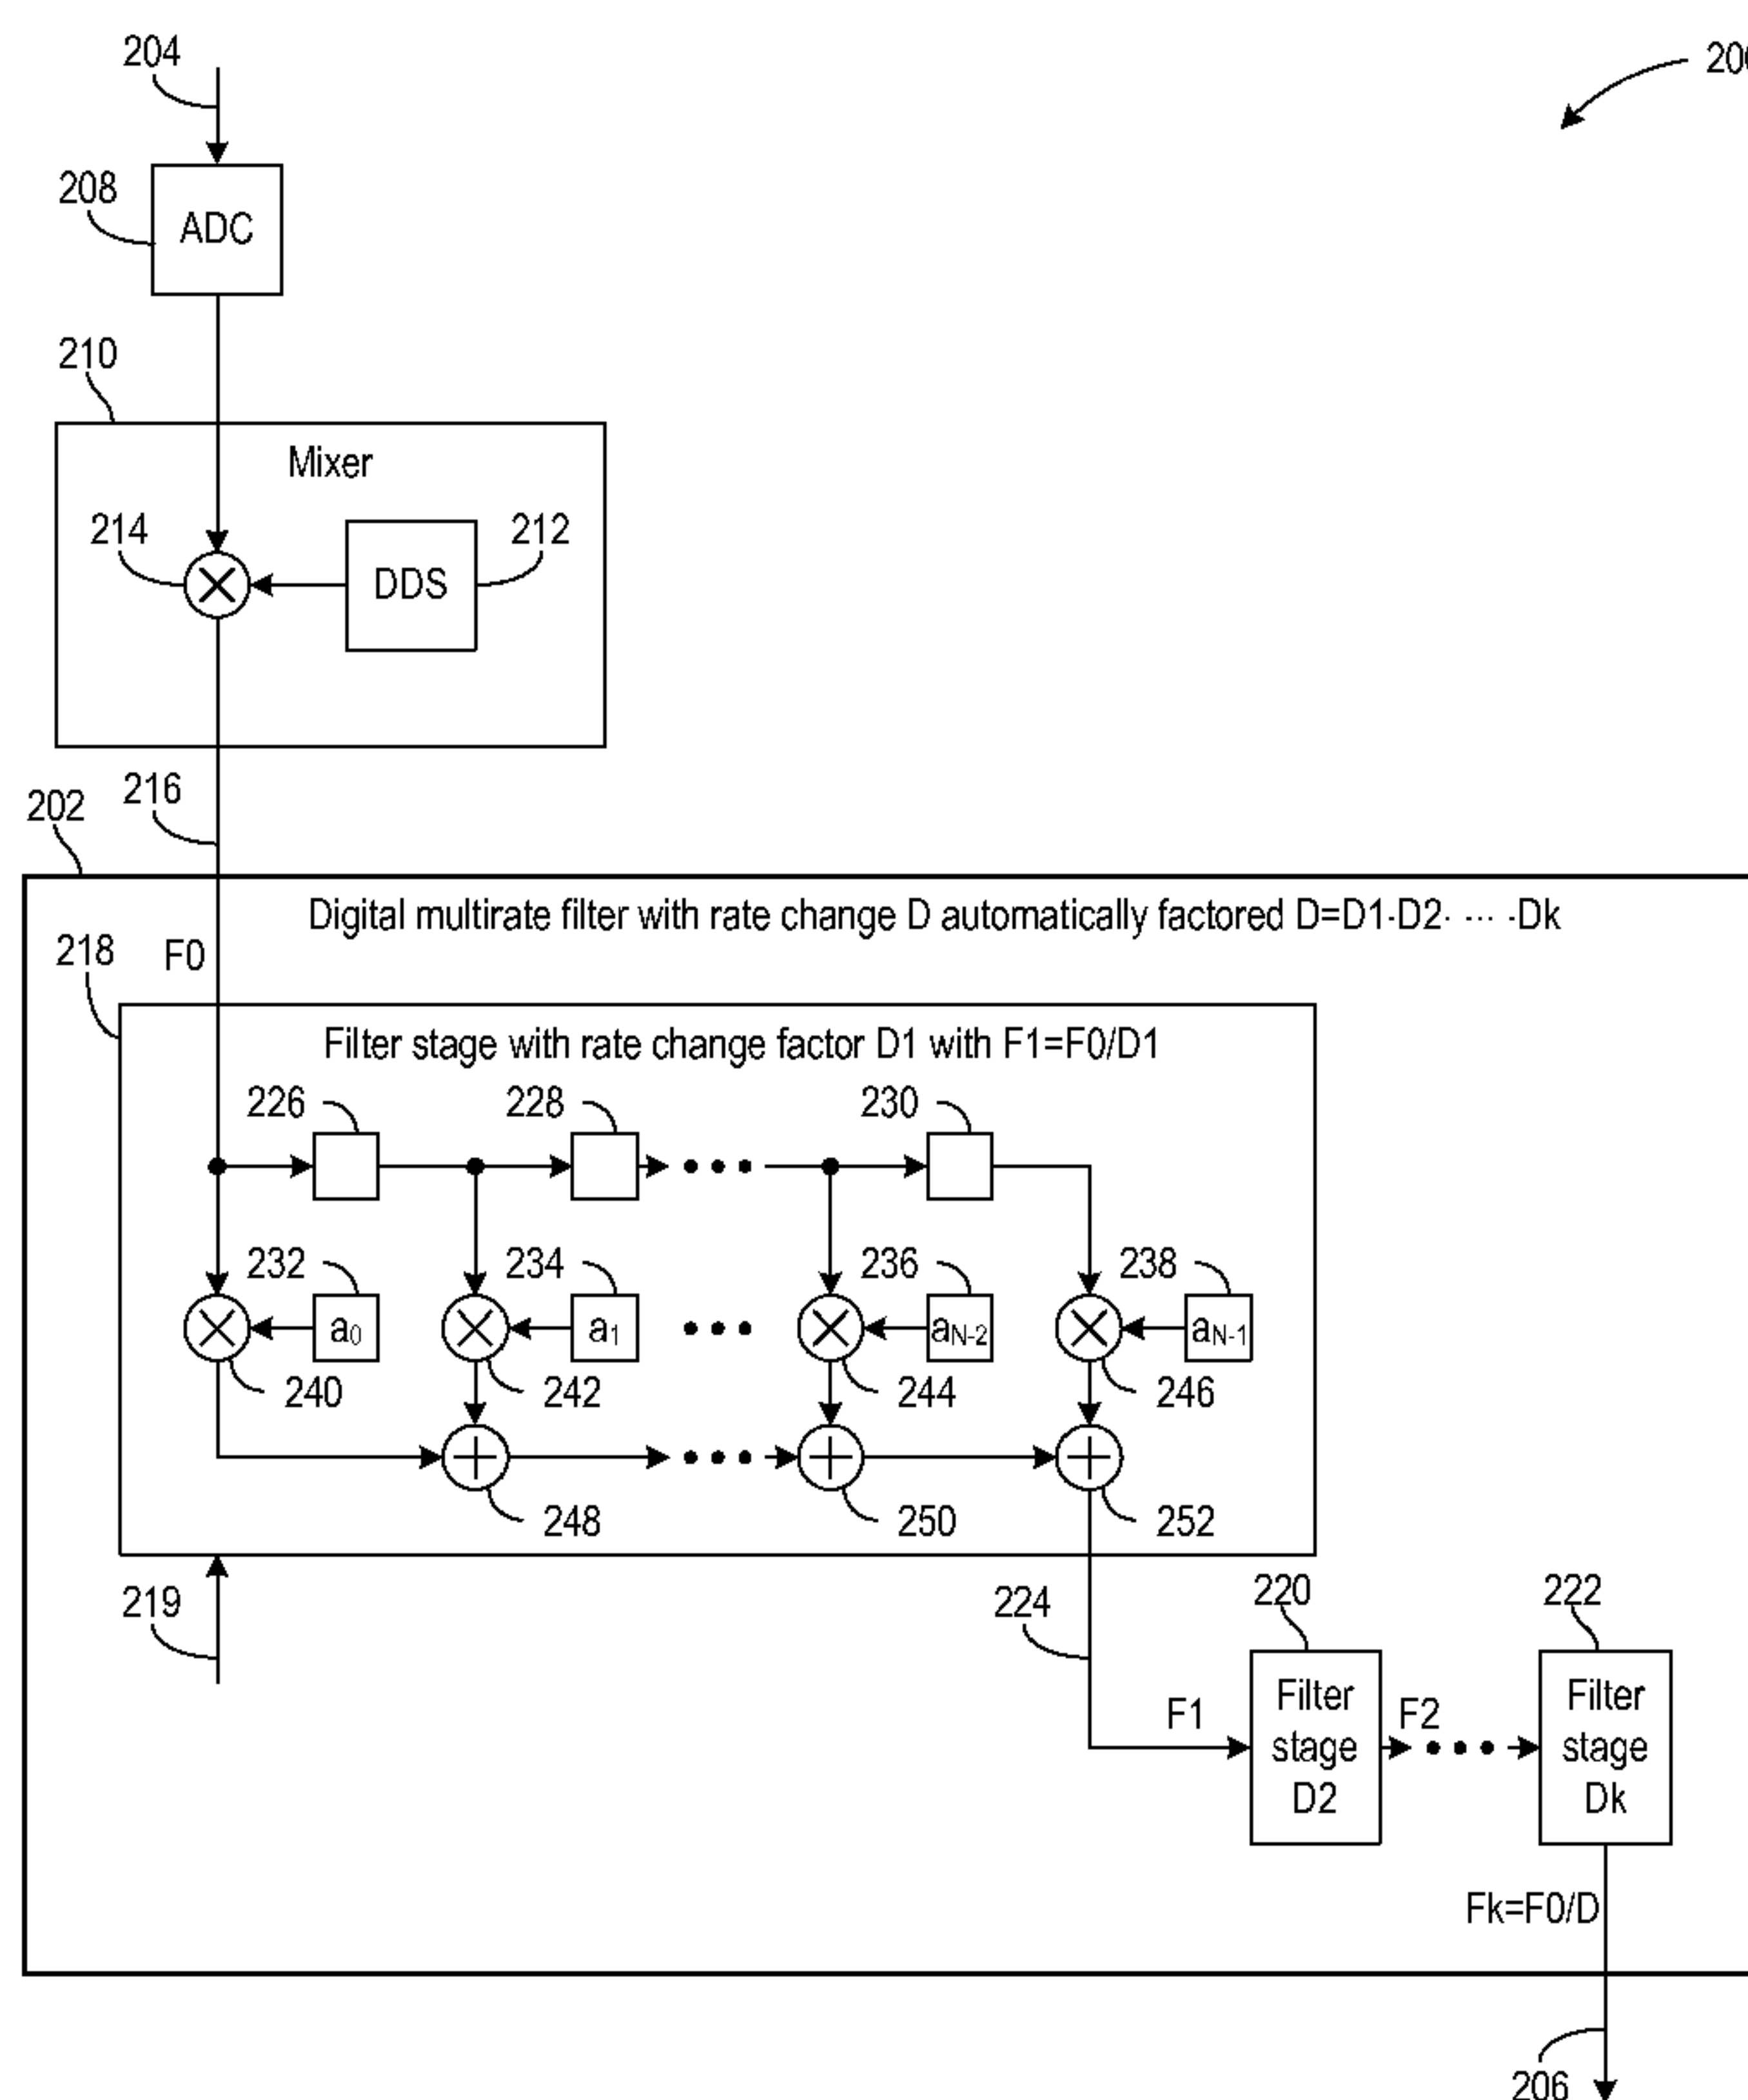 204
200
208
ADC
210
Mixer
214
212
DDS
216
202
Digital multirate filter with rate change D automatically factored D=D1·D2· ··· ·Dk
218
F0
Filter stage with rate change factor D1 with F1=F0/D1
226
228
230
232
234
236
238
a0
a1
aN-2
aN-1
240
242
244
246
248
250
252
219
224
220
222
F1
Filter
stage
D2
F2
Filter
stage
Dk
Fk=F0/D
206